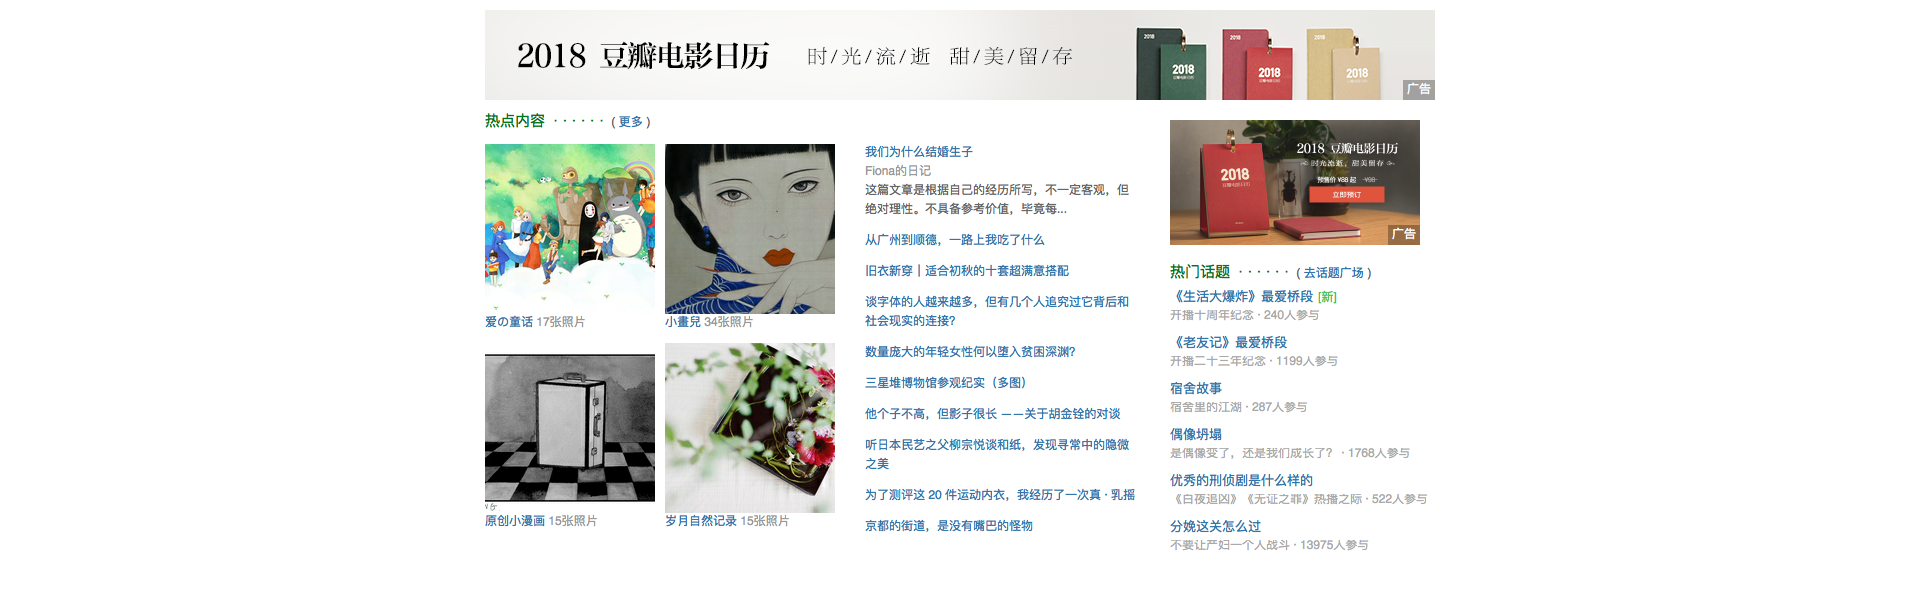 2018 豆瓣电影日历 时/光/流/逝 甜/美/留/存
2018 2018 2018
2018 2018 2018
广告
热点内容 · · · · · · ( 更多 )
爱の童话 17张照片
小畫兒 34张照片
原创小漫画 15张照片
岁月自然记录 15张照片
我们为什么结婚生子
Fiona的日记
这篇文章是根据自己的经历所写，不一定客观，但
绝对理性。不具备参考价值，毕竟每...
从广州到顺德，一路上我吃了什么
旧衣新穿｜适合初秋的十套超满意搭配
谈字体的人越来越多，但有几个人追究过它背后和
社会现实的连接？
数量庞大的年轻女性何以堕入贫困深渊？
三星堆博物馆参观纪实（多图）
他个子不高，但影子很长 ——关于胡金铨的对谈
听日本民艺之父柳宗悦谈和纸，发现寻常中的隐微
之美
为了测评这 20 件运动内衣，我经历了一次真 · 乳摇
京都的街道，是没有嘴巴的怪物
2018 豆瓣电影日历
时光流逝，甜美留存
预售价 ¥88 起 ¥98
立即预订
2018
广告
热门话题 · · · · · · ( 去话题广场 )
《生活大爆炸》最爱桥段 [新]
开播十周年纪念 · 240人参与
《老友记》最爱桥段
开播二十三年纪念 · 1199人参与
宿舍故事
宿舍里的江湖 · 287人参与
偶像坍塌
是偶像变了，还是我们成长了？ · 1768人参与
优秀的刑侦剧是什么样的
《白夜追凶》《无证之罪》热播之际 · 522人参与
分娩这关怎么过
不要让产妇一个人战斗 · 13975人参与